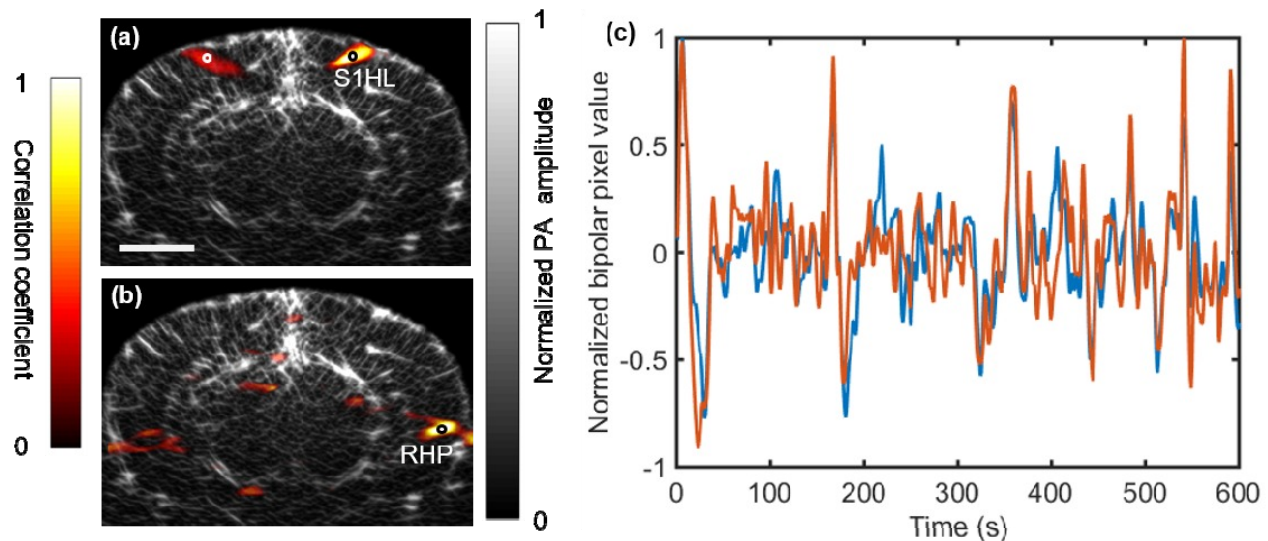 (a)
S1HL
1
Correlation coefficient
0
(b)
RHP
1
Normalized PA amplitude
0
(c)
Normalized bipolar pixel value
1
0.5
0
-0.5
-1
0
100
200
300
400
500
600
Time (s)